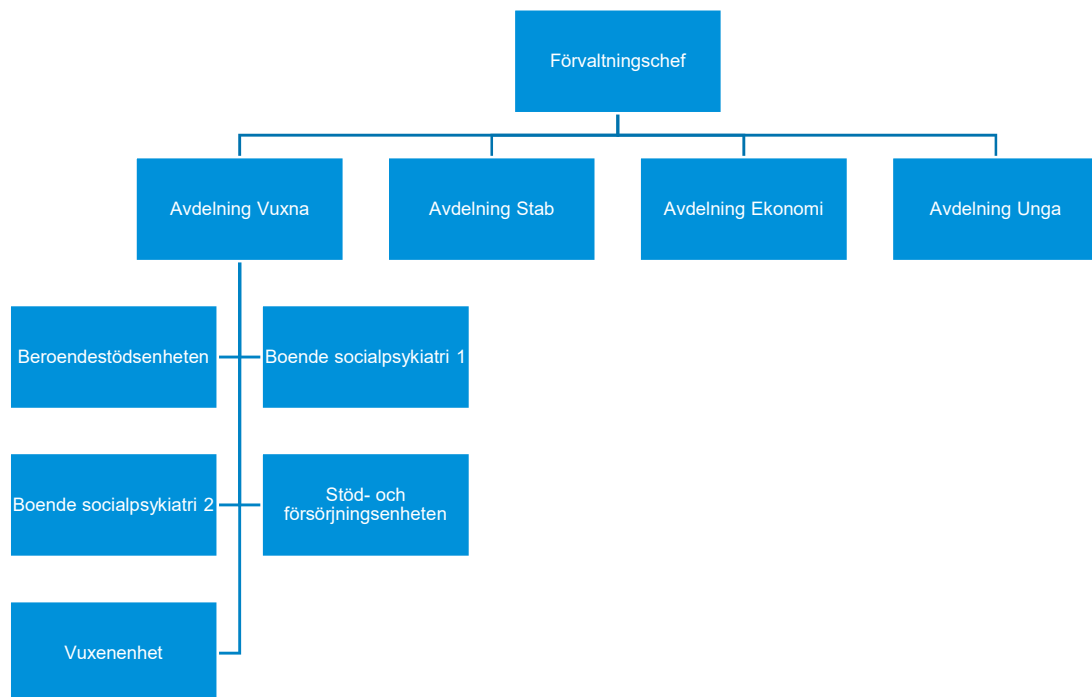 Förvaltningschef
Avdelning Vuxna
Avdelning Stab
Avdelning Ekonomi
Avdelning Unga
Beroendestödsenheten
Boende socialpsykiatri 1
Boende socialpsykiatri 2
Stöd- och
försörjningsenheten
Vuxenenhet